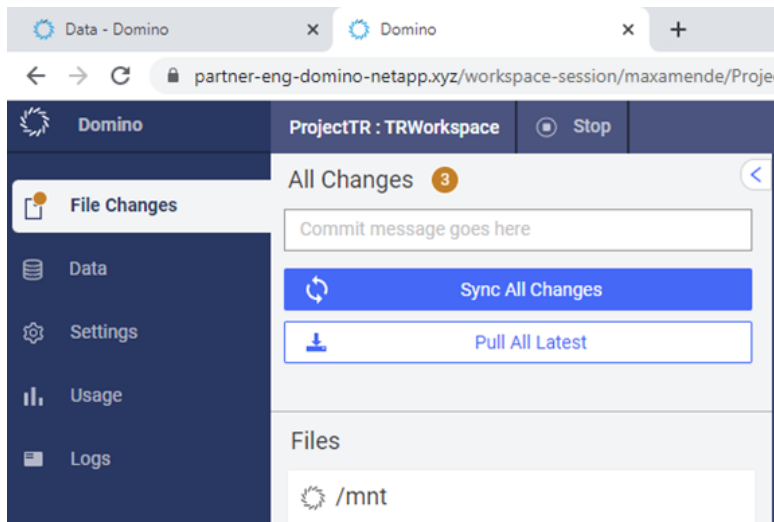 Data - Domino
Domino
partner-eng-domino-netapp.xyz/workspace-session/maxamende/Proje
Domino
ProjectTR : TRWorkspace
Stop
File Changes
Data
Settings
Usage
Logs
All Changes 3
Commit message goes here
Sync All Changes
Pull All Latest
Files
/mnt